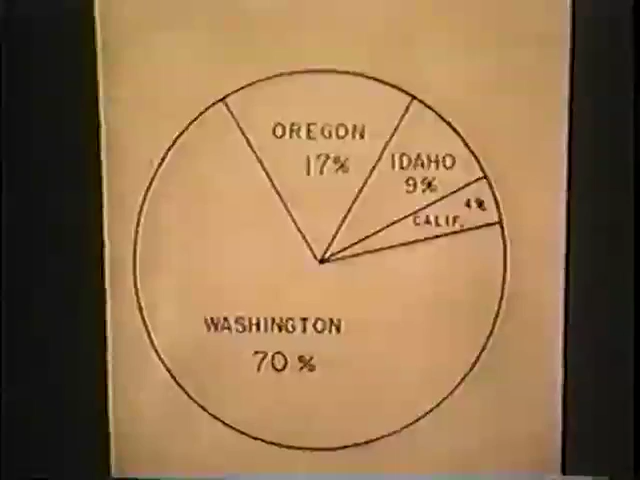 OREGON
17%
IDAHO
9%
4%
CALIF.
WASHINGTON
70 %